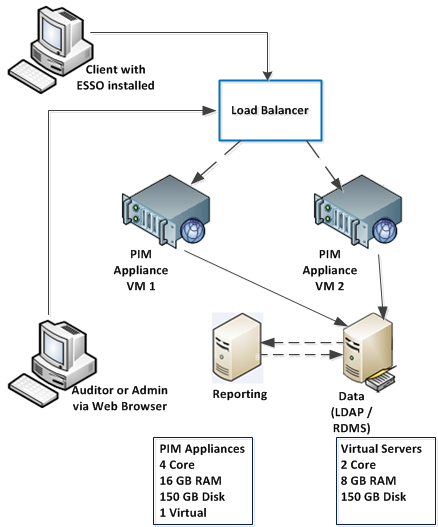 Client with
ESSO installed
Load Balancer
PIM
Appliance
VM 1
PIM
Appliance
VM 2
Auditor or Admin
via Web Browser
Reporting
Data
(LDAP /
RDMS)
PIM Appliances
4 Core
16 GB RAM
150 GB Disk
1 Virtual
Virtual Servers
2 Core
8 GB RAM
150 GB Disk